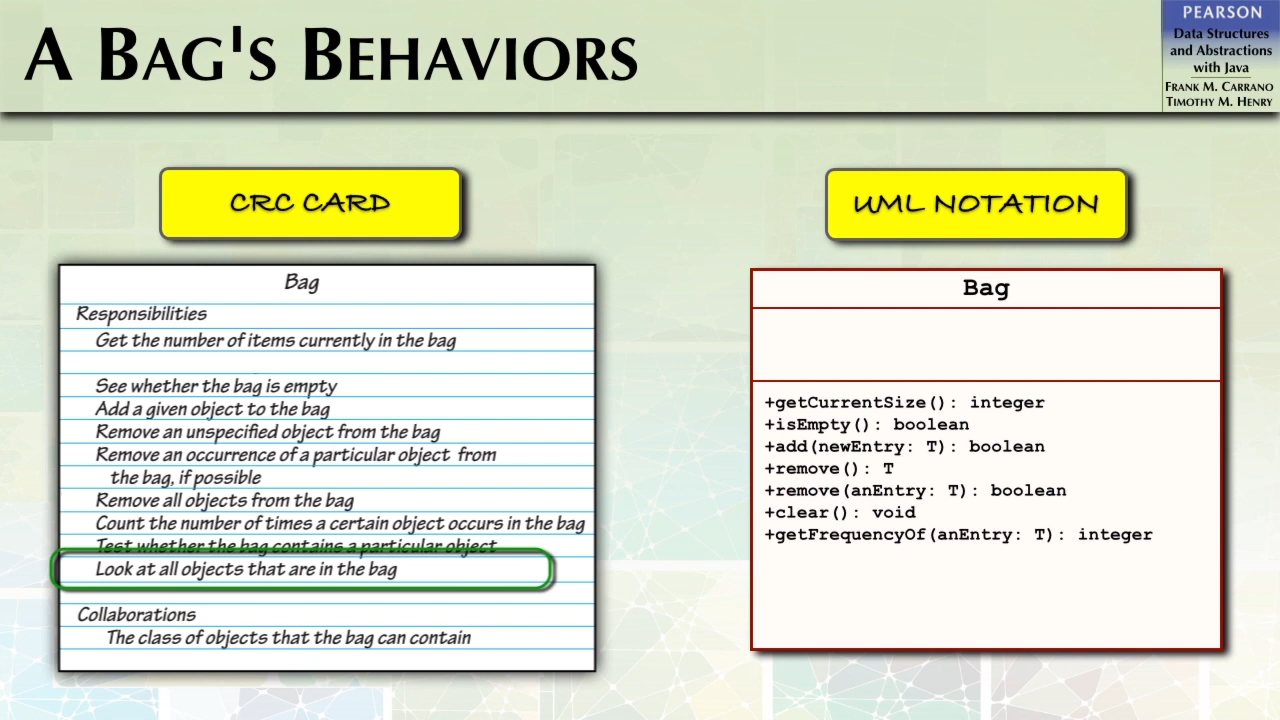 A Bag's Behaviors
PEARSON
Data Structures
and Abstractions
with Java
Frank M. Carrano
Timothy M. Henry
CRC CARD
UML NOTATION
Bag
Responsibilities
Get the number of items currently in the bag
See whether the bag is empty
Add a given object to the bag
Remove an unspecified object from the bag
Remove an occurrence of a particular object from
the bag, if possible
Remove all objects from the bag
Count the number of times a certain object occurs in the bag
Test whether the bag contains a particular object
Look at all objects that are in the bag
Collaborations
The class of objects that the bag can contain
Bag
+getCurrentSize(): integer
+isEmpty(): boolean
+add(newEntry: T): boolean
+remove(): T
+remove(anEntry: T): boolean
+clear(): void
+getFrequencyOf(anEntry: T): integer